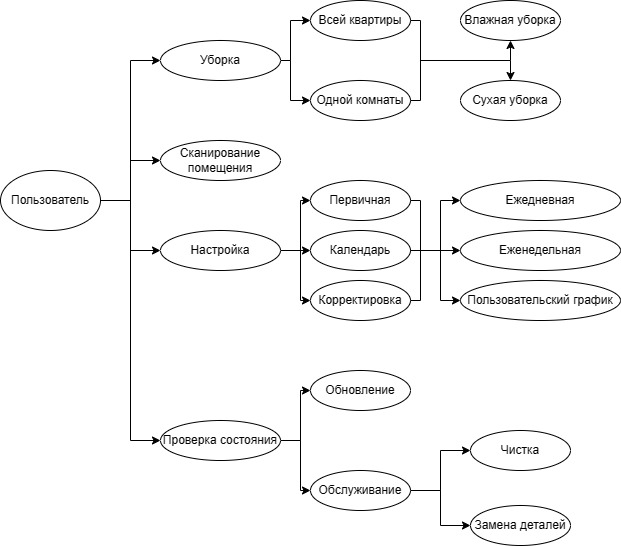 Всей квартиры
Влажная уборка
Уборка
Одной комнаты
Сухая уборка
Сканирование
помещения
Пользователь
Первичная
Ежедневная
Настройка
Календарь
Еженедельная
Корректировка
Пользовательский график
Обновление
Проверка состояния
Чистка
Обслуживание
Замена деталей